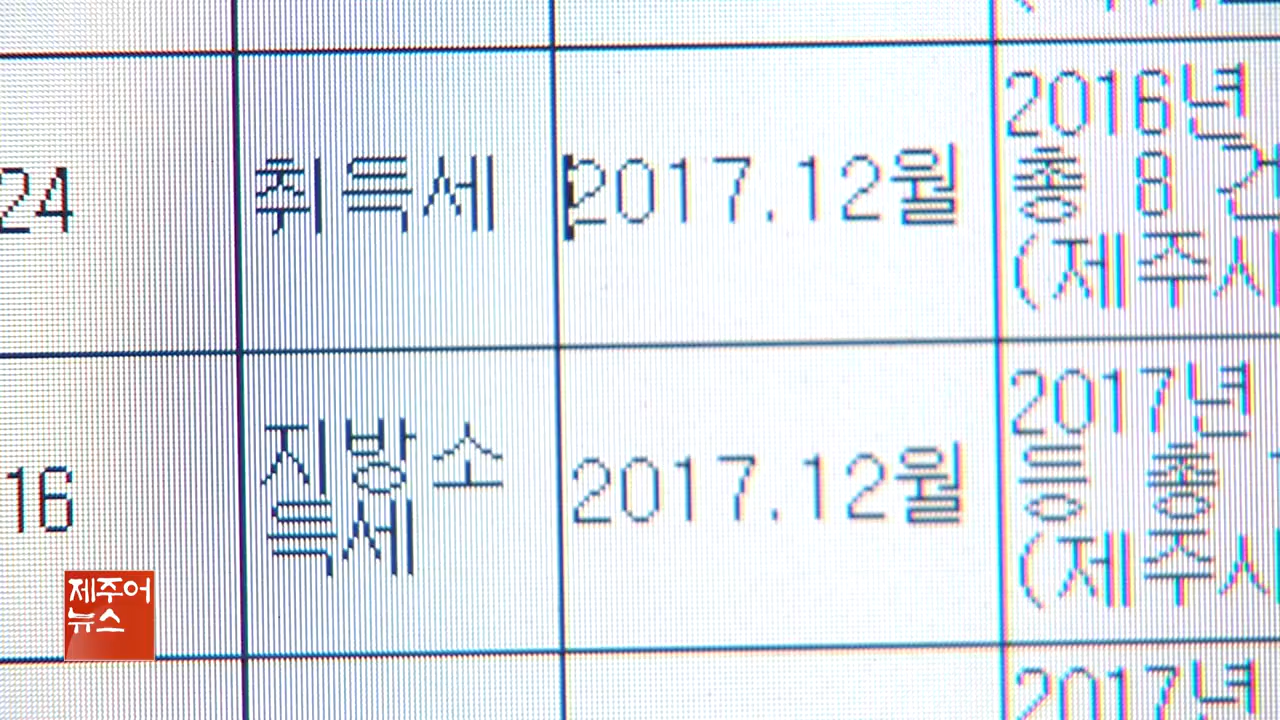 24
취득세
2017.12월
2016년
총 8건
(제주시
16
지방소
득세
2017.12월
2017년
등 총
(제주시
2017년
제주어
뉴스